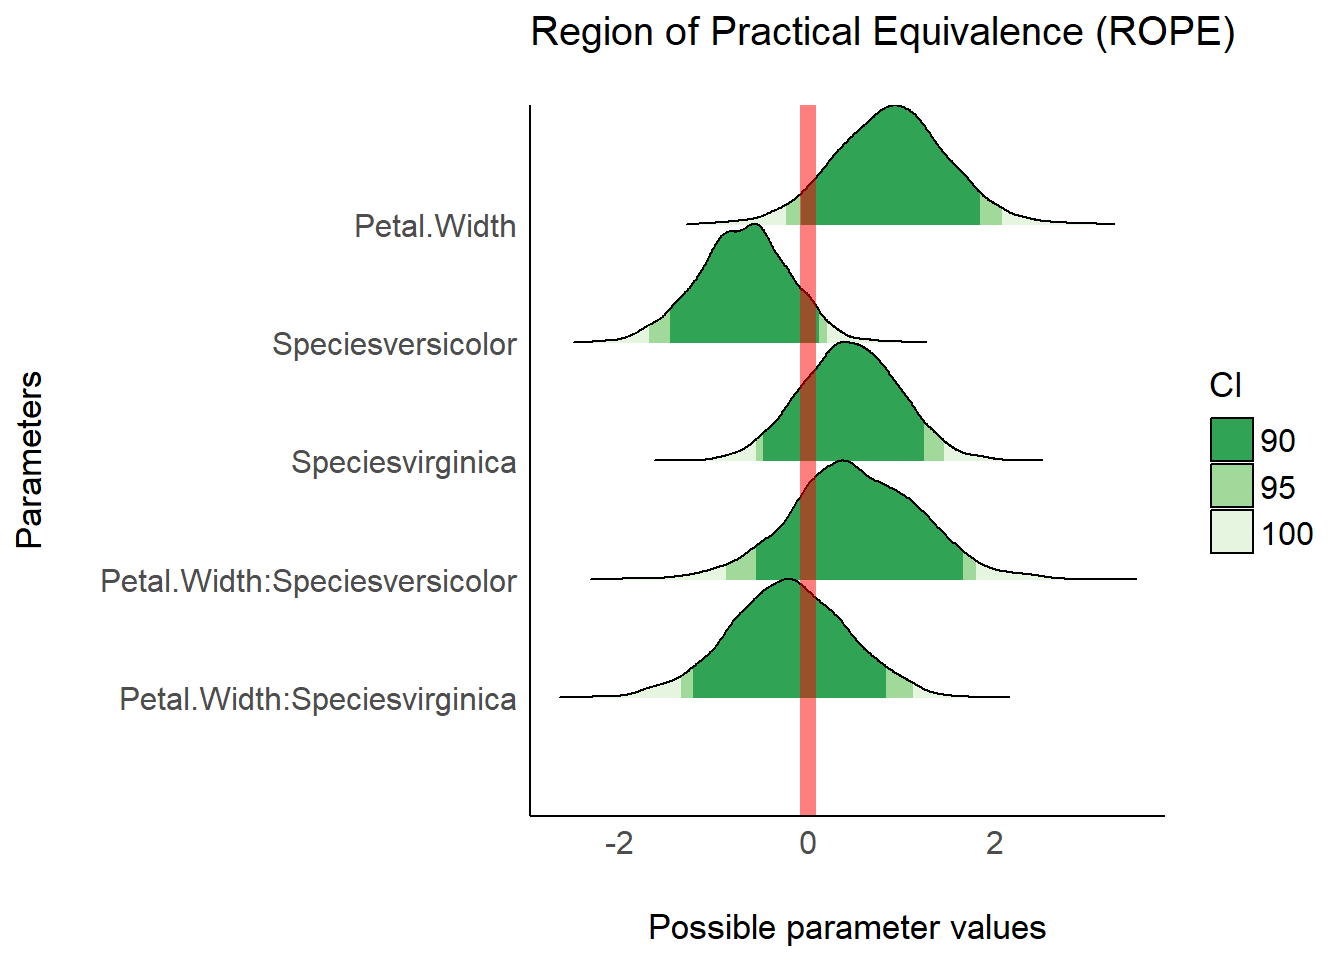 Region of Practical Equivalence (ROPE)
Parameters
Petal.Width
Speciesversicolor
Speciesvirginica
Petal.Width:Speciesversicolor
Petal.Width:Speciesvirginica
-2 0 2
Possible parameter values
CI
90
95
100